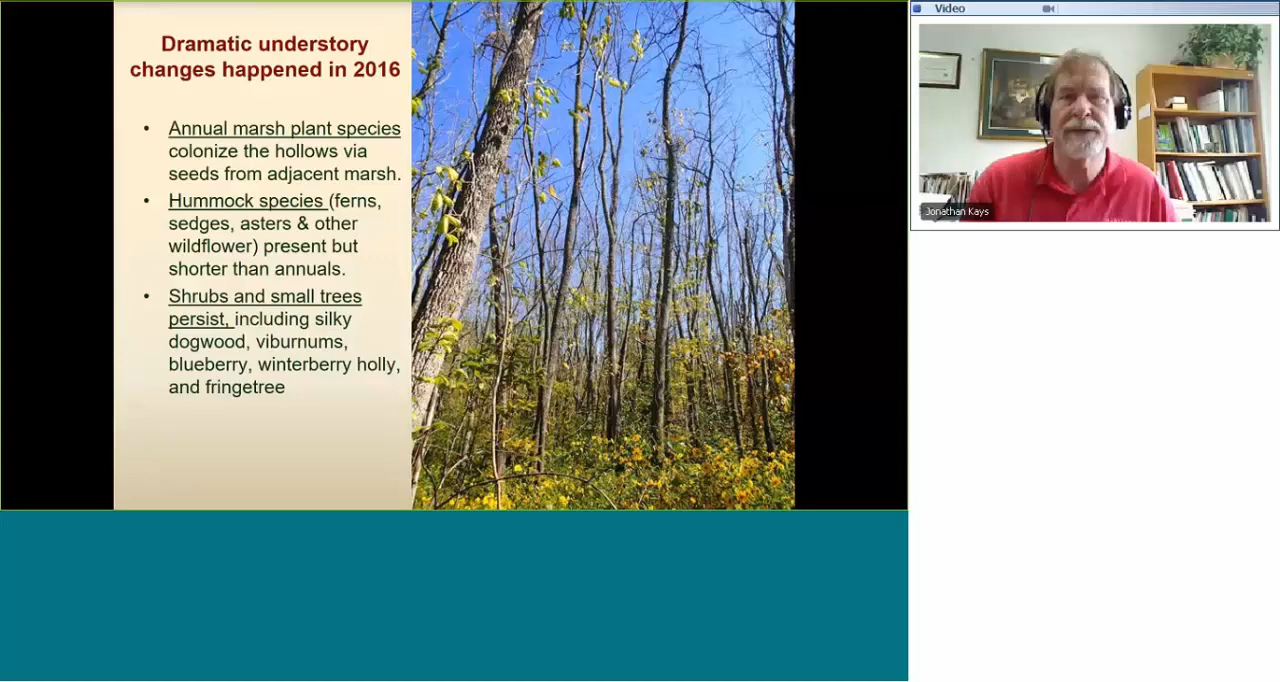 Dramatic understory
changes happened in 2016
• Annual marsh plant species
colonize the hollows via
seeds from adjacent marsh.
• Hummock species (ferns,
sedges, asters & other
wildflower) present but
shorter than annuals.
• Shrubs and small trees
persist, including silky
dogwood, viburnums,
blueberry, winterberry holly,
and fringetree
Video
Jonathan Kays